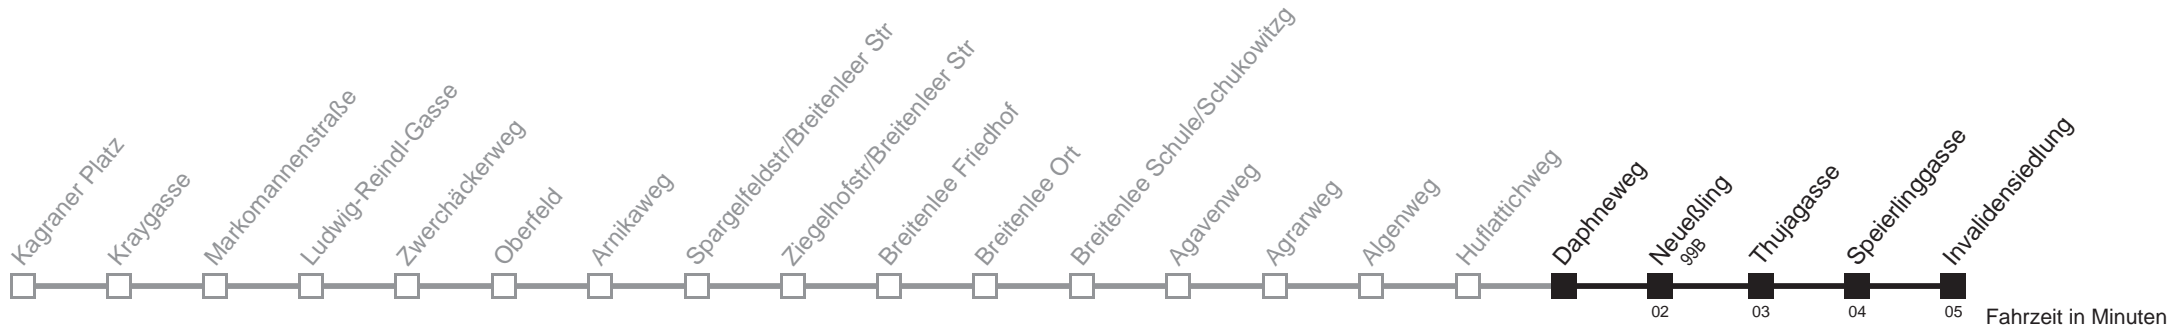 Kagraner Platz
Kraygasse
Markomannenstraße
Ludwig-Reindl-Gasse
Zwerchäckerweg
Oberfeld
Arnikaweg
Spargelfeldstr/Breitenleer Str
Ziegelhofstr/Breitenleer Str
Breitenlee Friedhof
Breitenlee Ort
Breitenlee Schule/Schukowitzg
Agavenweg
Agrarweg
Algenweg
Huflattichweg
Daphneweg
Neueßling
99B
Thujagasse
Speierlinggasse
Invalidensiedlung
02 03 04 05 Fahrzeit in Minuten